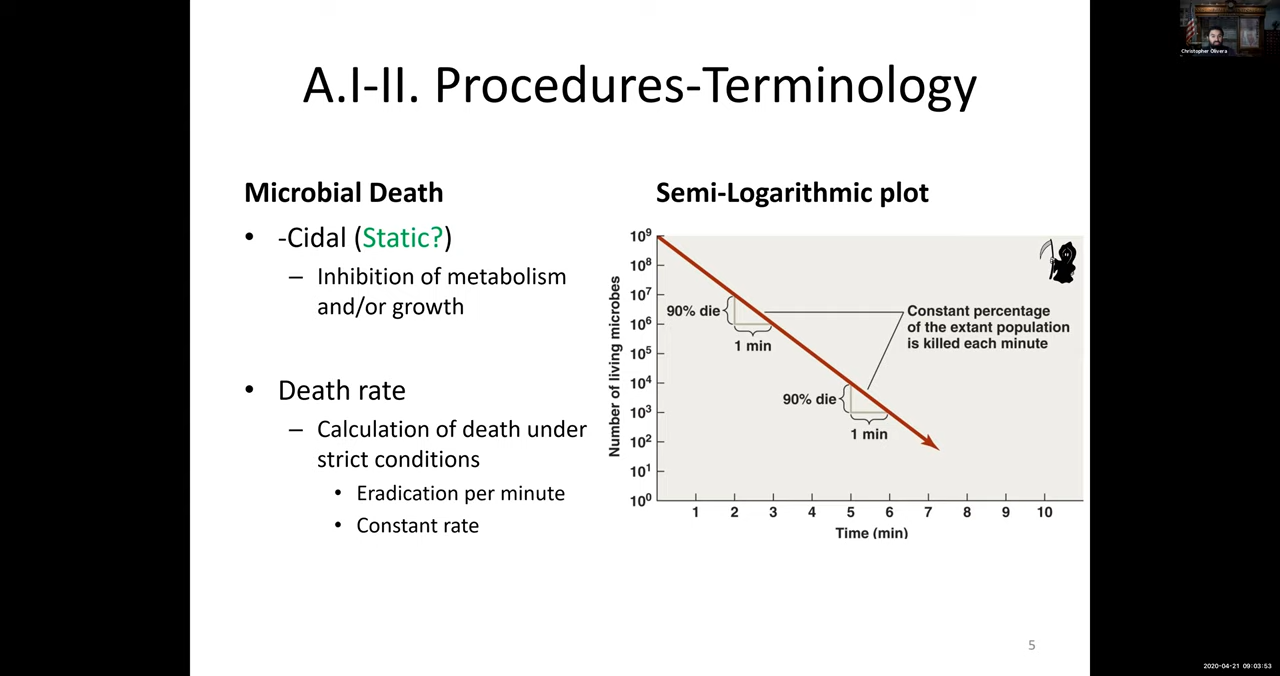 Christopher Olivera
A.I-II. Procedures-Terminology
Microbial Death
• -Cidal (Static?)
– Inhibition of metabolism
and/or growth
• Death rate
– Calculation of death under
strict conditions
• Eradication per minute
• Constant rate
Semi-Logarithmic plot
Number of living microbes
10⁹
10⁸
10⁷
10⁶
10⁵
10⁴
10³
10²
10¹
10⁰
90% die
1 min
90% die
1 min
Constant percentage
of the extant population
is killed each minute
1 2 3 4 5 6 7 8 9 10
Time (min)
5
2020-04-21 09:03:53